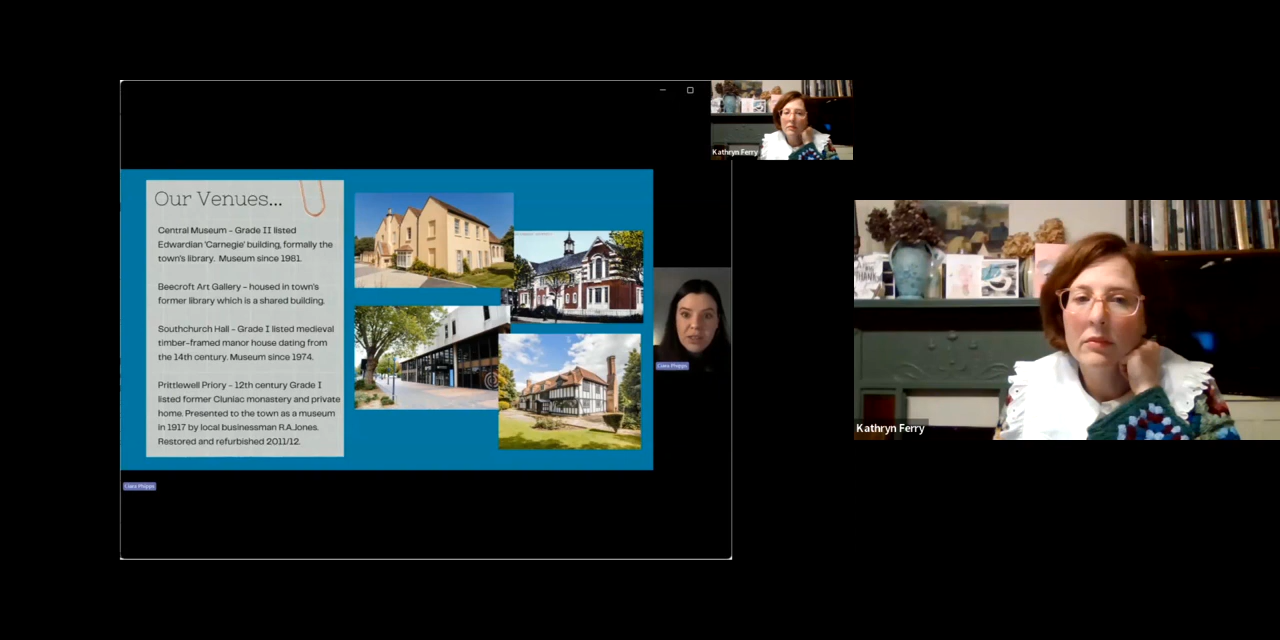 Our Venues...
Central Museum - Grade II listed
Edwardian 'Carnegie' building, formally the
town's library. Museum since 1981.
Beecroft Art Gallery - housed in town's
former library which is a shared building.
Southchurch Hall - Grade I listed medieval
timber-framed manor house dating from
the 14th century. Museum since 1974.
Prittlewell Priory - 12th century Grade I
listed former Cluniac monastery and private
home. Presented to the town as a museum
in 1917 by local businessman R.A.Jones.
Restored and refurbished 2011/12.
Kathryn Ferry
Kathryn Ferry